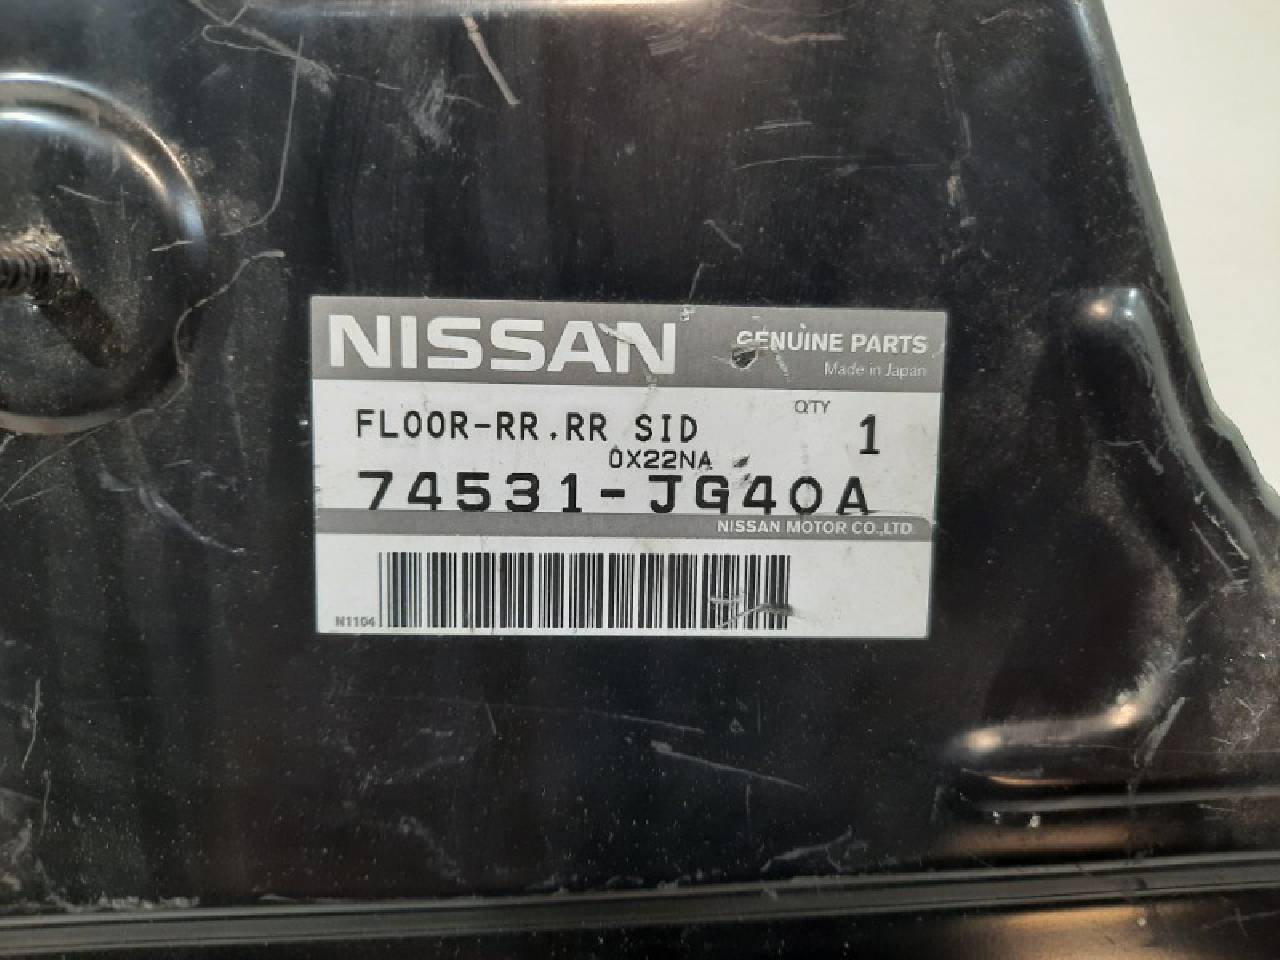 NISSAN GENUINE PARTS
Made in Japan
FLOOR-RR.RR SID QTY 1
0X22NA
74531-JG40A
NISSAN MOTOR CO.,LTD.
N1104